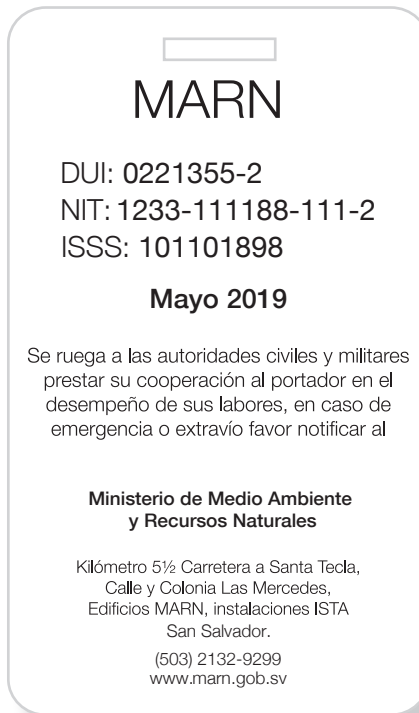 MARN
DUI: 0221355-2
NIT: 1233-111188-111-2
ISSS: 101101898
Mayo 2019
Se ruega a las autoridades civiles y militares
prestar su cooperación al portador en el
desempeño de sus labores, en caso de
emergencia o extravío favor notificar al
Ministerio de Medio Ambiente
y Recursos Naturales
Kilómetro 5½ Carretera a Santa Tecla,
Calle y Colonia Las Mercedes,
Edificios MARN, instalaciones ISTA
San Salvador.
(503) 2132-9299
www.marn.gob.sv